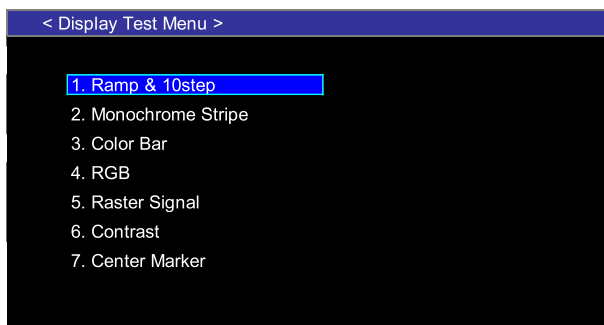 < Display Test Menu >
1. Ramp & 10step
2. Monochrome Stripe
3. Color Bar
4. RGB
5. Raster Signal
6. Contrast
7. Center Marker